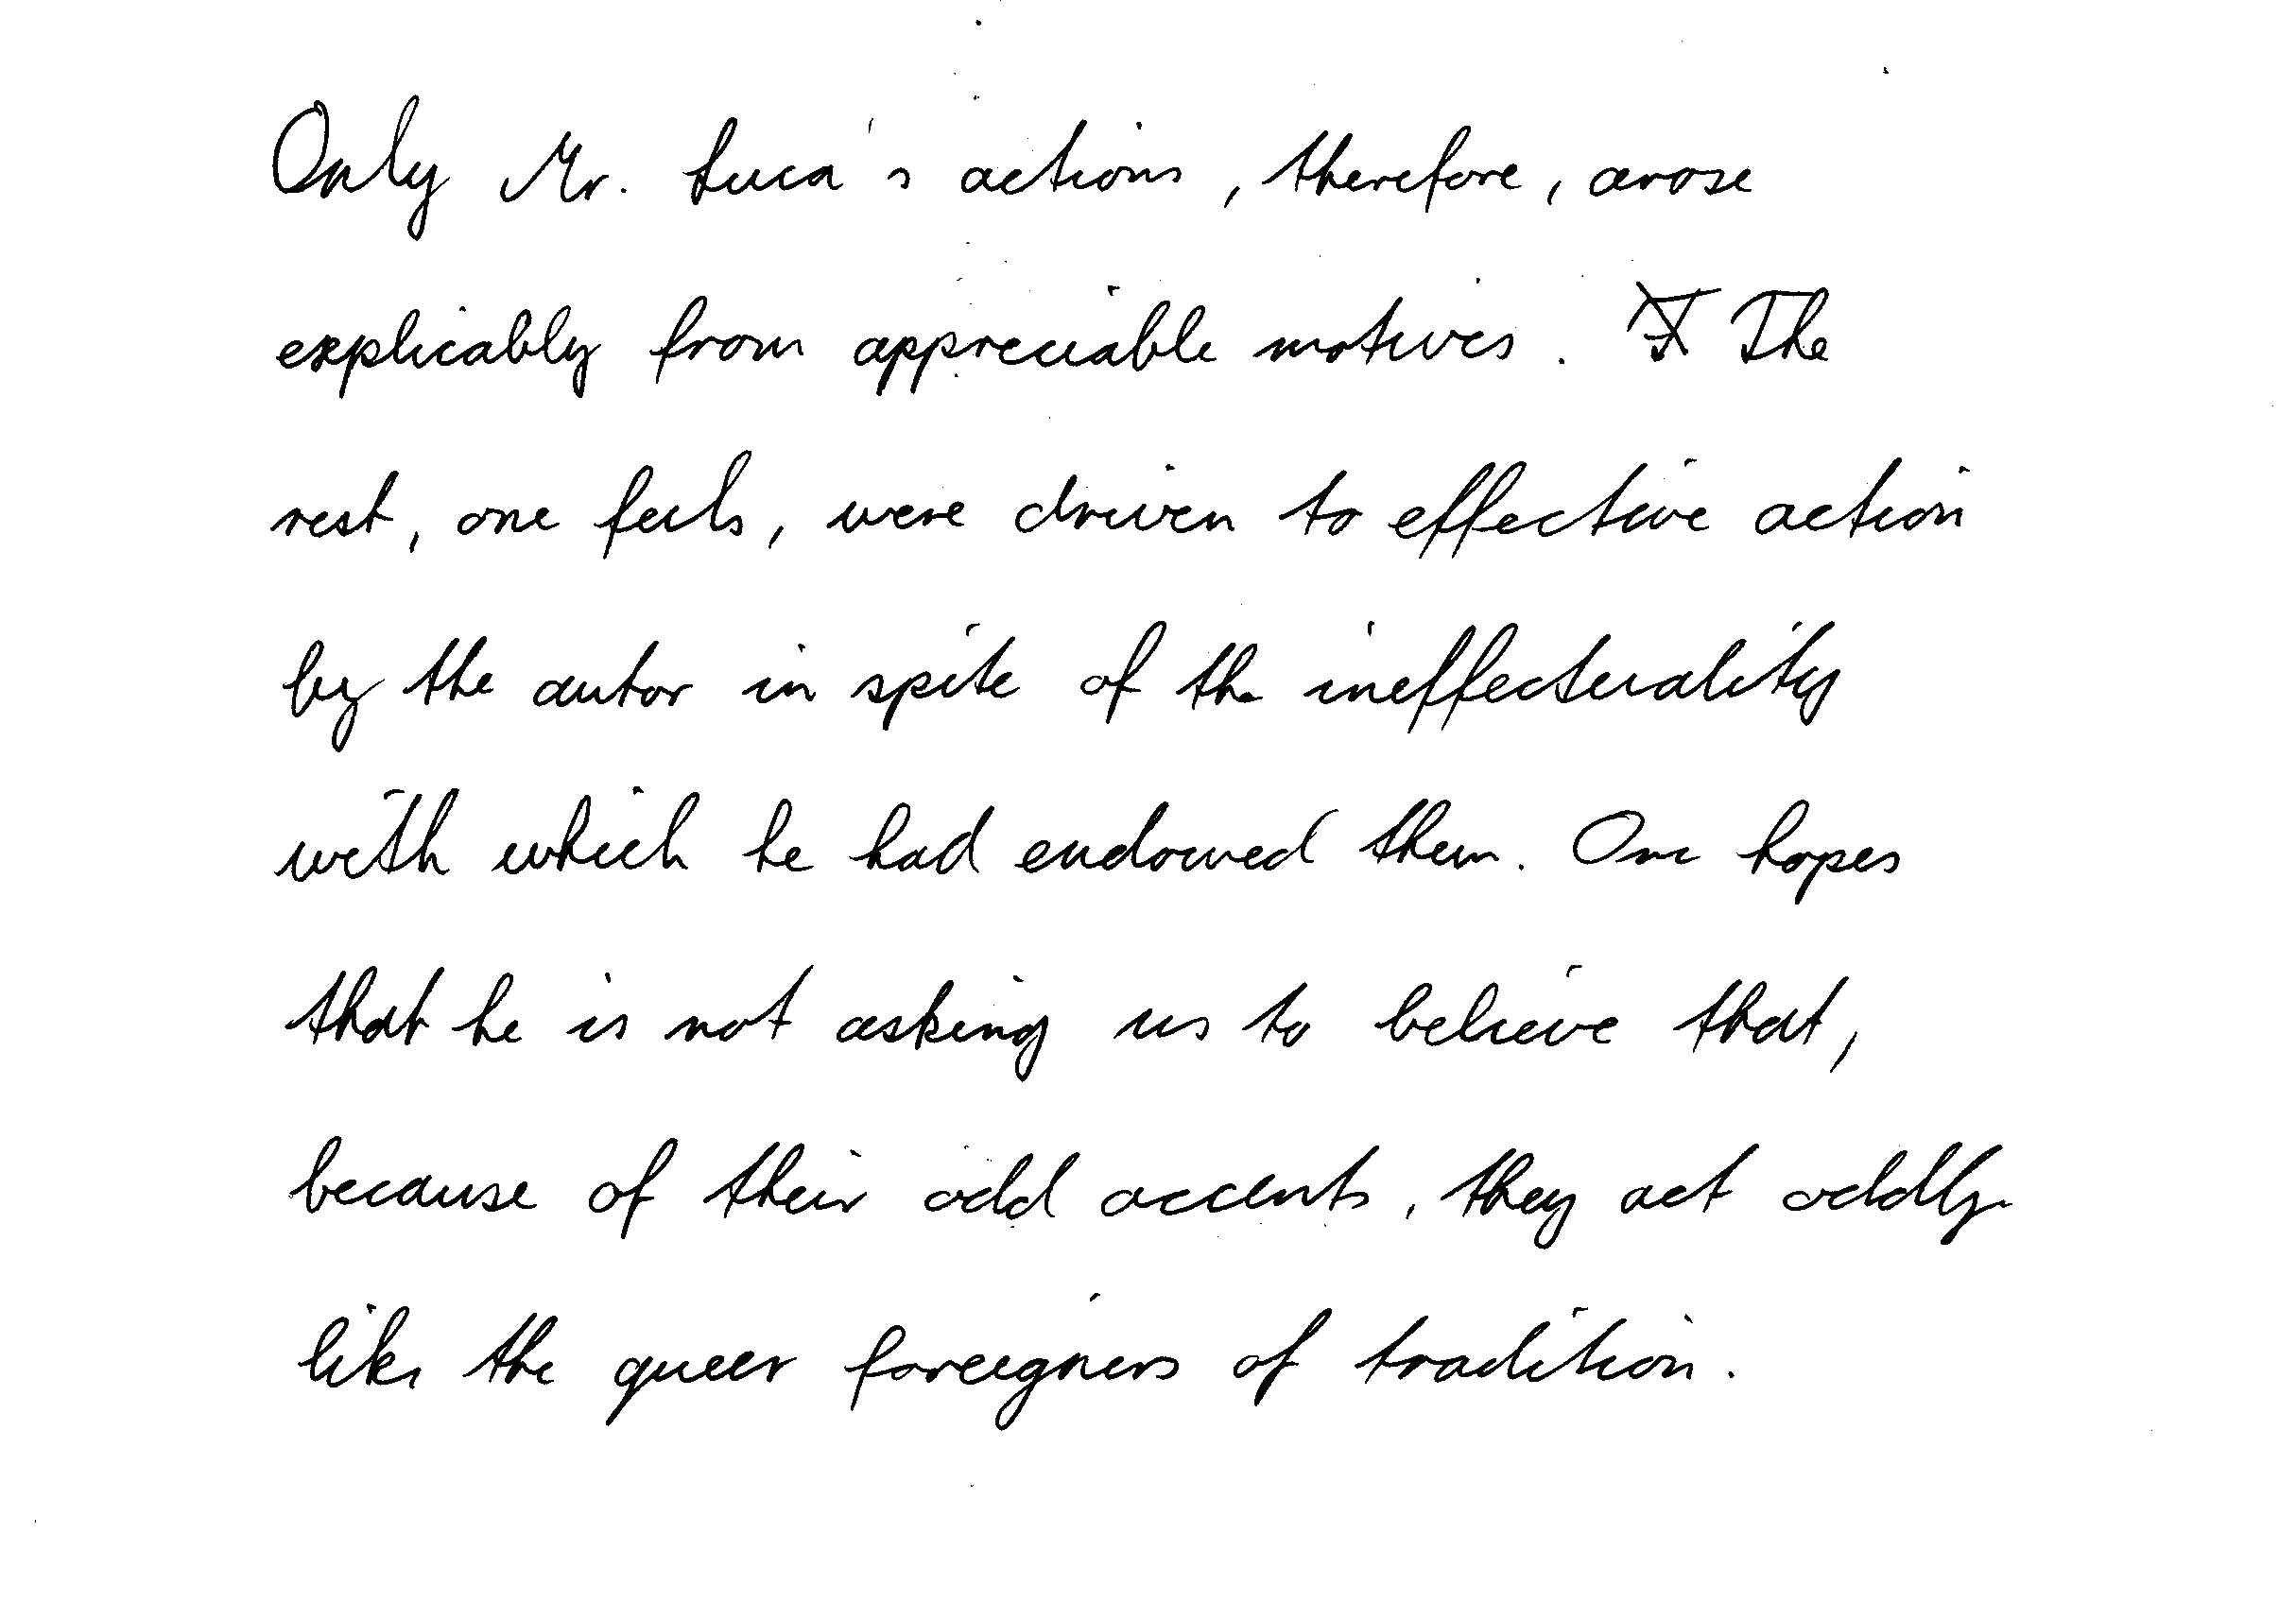 Only Mr. Luca's actions, therefore, arose
explicably from appreciable motives. The
rest, one feels, were driven to effective action
by the autor in spite of the ineffectuality
with which he had endowed them. One hopes
that he is not asking us to believe that,
because of their odd accents, they act oddly
like the queer foreigners of tradition.